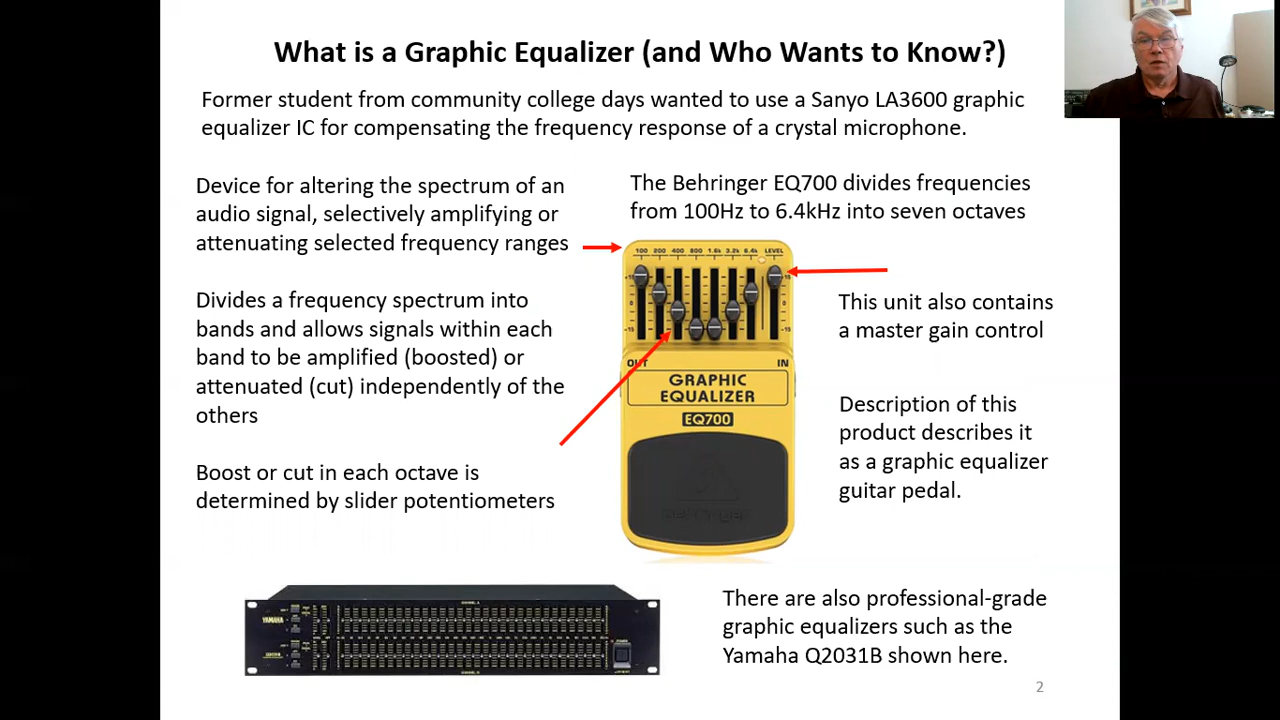 What is a Graphic Equalizer (and Who Wants to Know?)
Former student from community college days wanted to use a Sanyo LA3600 graphic
equalizer IC for compensating the frequency response of a crystal microphone.
Device for altering the spectrum of an
audio signal, selectively amplifying or
attenuating selected frequency ranges
Divides a frequency spectrum into
bands and allows signals within each
band to be amplified (boosted) or
attenuated (cut) independently of the
others
Boost or cut in each octave is
determined by slider potentiometers
The Behringer EQ700 divides frequencies
from 100Hz to 6.4kHz into seven octaves
100 200 400 800 1.6k 3.2k 6.4k LEVEL
OUT IN
GRAPHIC
EQUALIZER
EQ700
behringer
This unit also contains
a master gain control
Description of this
product describes it
as a graphic equalizer
guitar pedal.
YAMAHA
There are also professional-grade
graphic equalizers such as the
Yamaha Q2031B shown here.
2